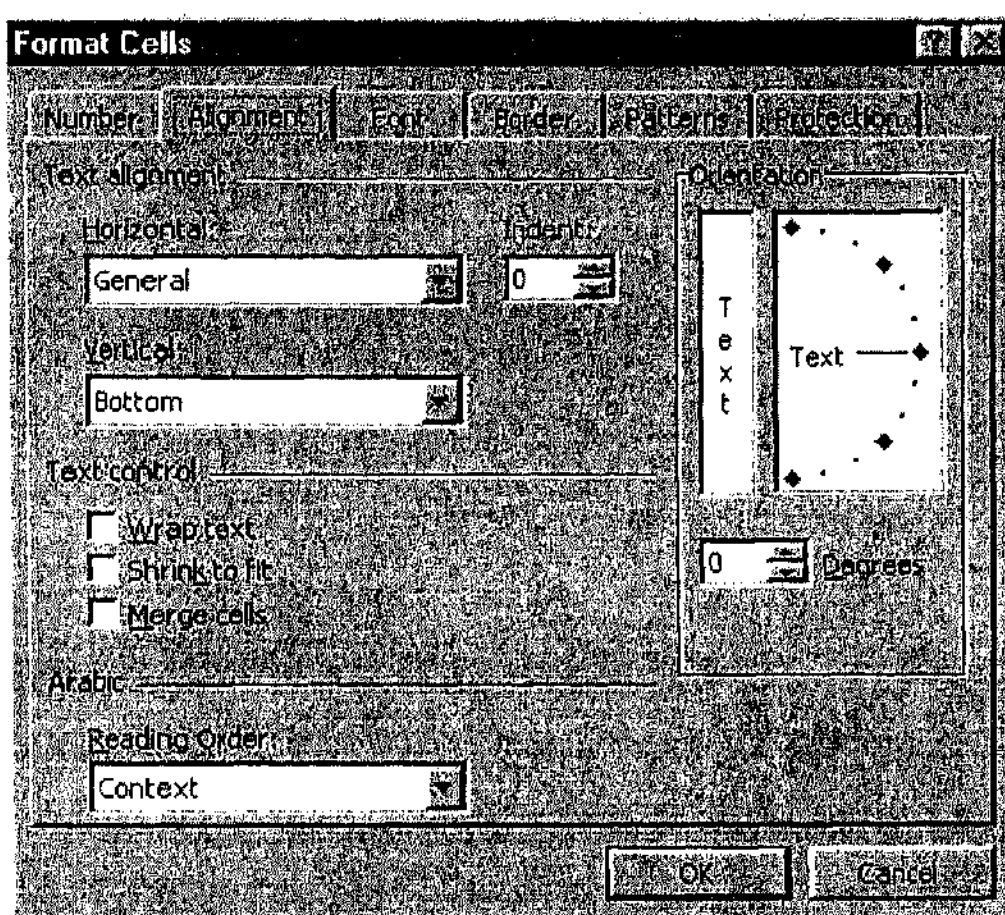 Format Cells
Number Alignment Font Border Patterns Protection
Text alignment
Horizontal: Indent:
General 0
Vertical:
Bottom
Text control
Wrap text
Shrink to fit
Merge cells
Arabic
Reading Order:
Context
Orientation
Text
Text
0 Degrees
OK Cancel